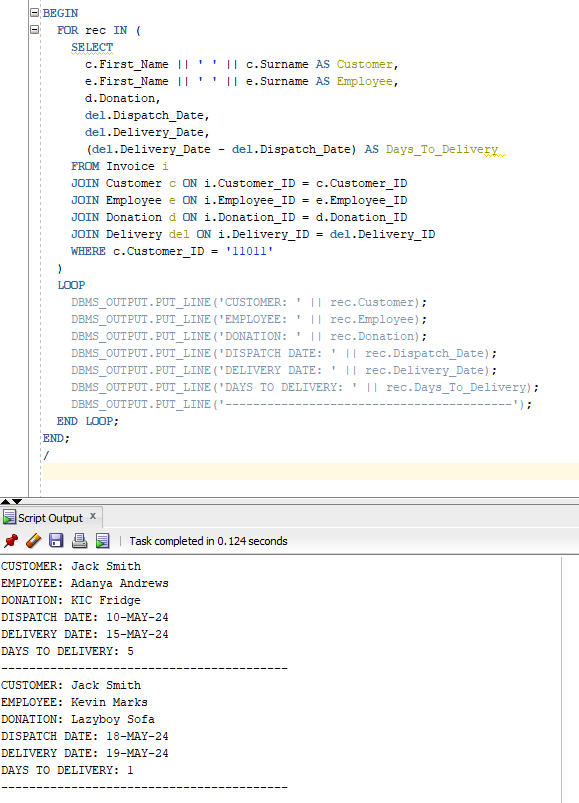 BEGIN
FOR rec IN (
SELECT
c.First_Name || ' ' || c.Surname AS Customer,
e.First_Name || ' ' || e.Surname AS Employee,
d.Donation,
del.Dispatch_Date,
del.Delivery_Date,
(del.Delivery_Date - del.Dispatch_Date) AS Days_To_Delivery
FROM Invoice i
JOIN Customer c ON i.Customer_ID = c.Customer_ID
JOIN Employee e ON i.Employee_ID = e.Employee_ID
JOIN Donation d ON i.Donation_ID = d.Donation_ID
JOIN Delivery del ON i.Delivery_ID = del.Delivery_ID
WHERE c.Customer_ID = '11011'
)
LOOP
DBMS_OUTPUT.PUT_LINE('CUSTOMER: ' || rec.Customer);
DBMS_OUTPUT.PUT_LINE('EMPLOYEE: ' || rec.Employee);
DBMS_OUTPUT.PUT_LINE('DONATION: ' || rec.Donation);
DBMS_OUTPUT.PUT_LINE('DISPATCH DATE: ' || rec.Dispatch_Date);
DBMS_OUTPUT.PUT_LINE('DELIVERY DATE: ' || rec.Delivery_Date);
DBMS_OUTPUT.PUT_LINE('DAYS TO DELIVERY: ' || rec.Days_To_Delivery);
DBMS_OUTPUT.PUT_LINE('-----------------------------------------');
END LOOP;
END;
/
Script Output x
Task completed in 0.124 seconds
CUSTOMER: Jack Smith
EMPLOYEE: Adanya Andrews
DONATION: KIC Fridge
DISPATCH DATE: 10-MAY-24
DELIVERY DATE: 15-MAY-24
DAYS TO DELIVERY: 5
-----------------------------------------
CUSTOMER: Jack Smith
EMPLOYEE: Kevin Marks
DONATION: Lazyboy Sofa
DISPATCH DATE: 18-MAY-24
DELIVERY DATE: 19-MAY-24
DAYS TO DELIVERY: 1
-----------------------------------------